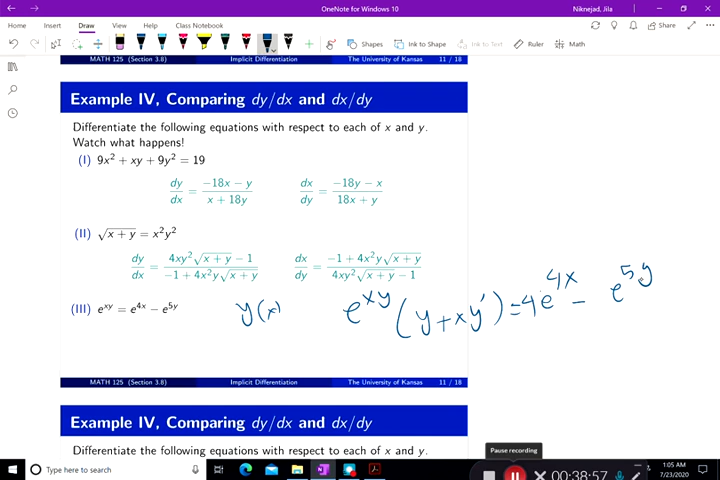 OneNote for Windows 10
Niknejad, Jila
Home Insert Draw View Help Class Notebook
Share
Shapes Ink to Shape Ink to Text Ruler Math
MATH 125 (Section 3.8) Implicit Differentiation The University of Kansas 11 / 18
Example IV, Comparing dy/dx and dx/dy
Differentiate the following equations with respect to each of x and y.
Watch what happens!
(I) 9x² + xy + 9y² = 19
dy/dx = (−18x − y)/(x + 18y) dx/dy = (−18y − x)/(18x + y)
(II) √(x + y) = x²y²
dy/dx = (4xy²√(x + y) − 1)/(−1 + 4x²y√(x + y)) dx/dy = (−1 + 4x²y√(x + y))/(4xy²√(x + y) − 1)
(III) e^{xy} = e^{4x} − e^{5y} y(x) e^{xy} (y + xy') = 4e^{4x} − e^{5y}
MATH 125 (Section 3.8) Implicit Differentiation The University of Kansas 11 / 18
Example IV, Comparing dy/dx and dx/dy
Differentiate the following equations with respect to each of x and y.
Pause recording
Type here to search
00:38:57
1:05 AM
7/23/2020